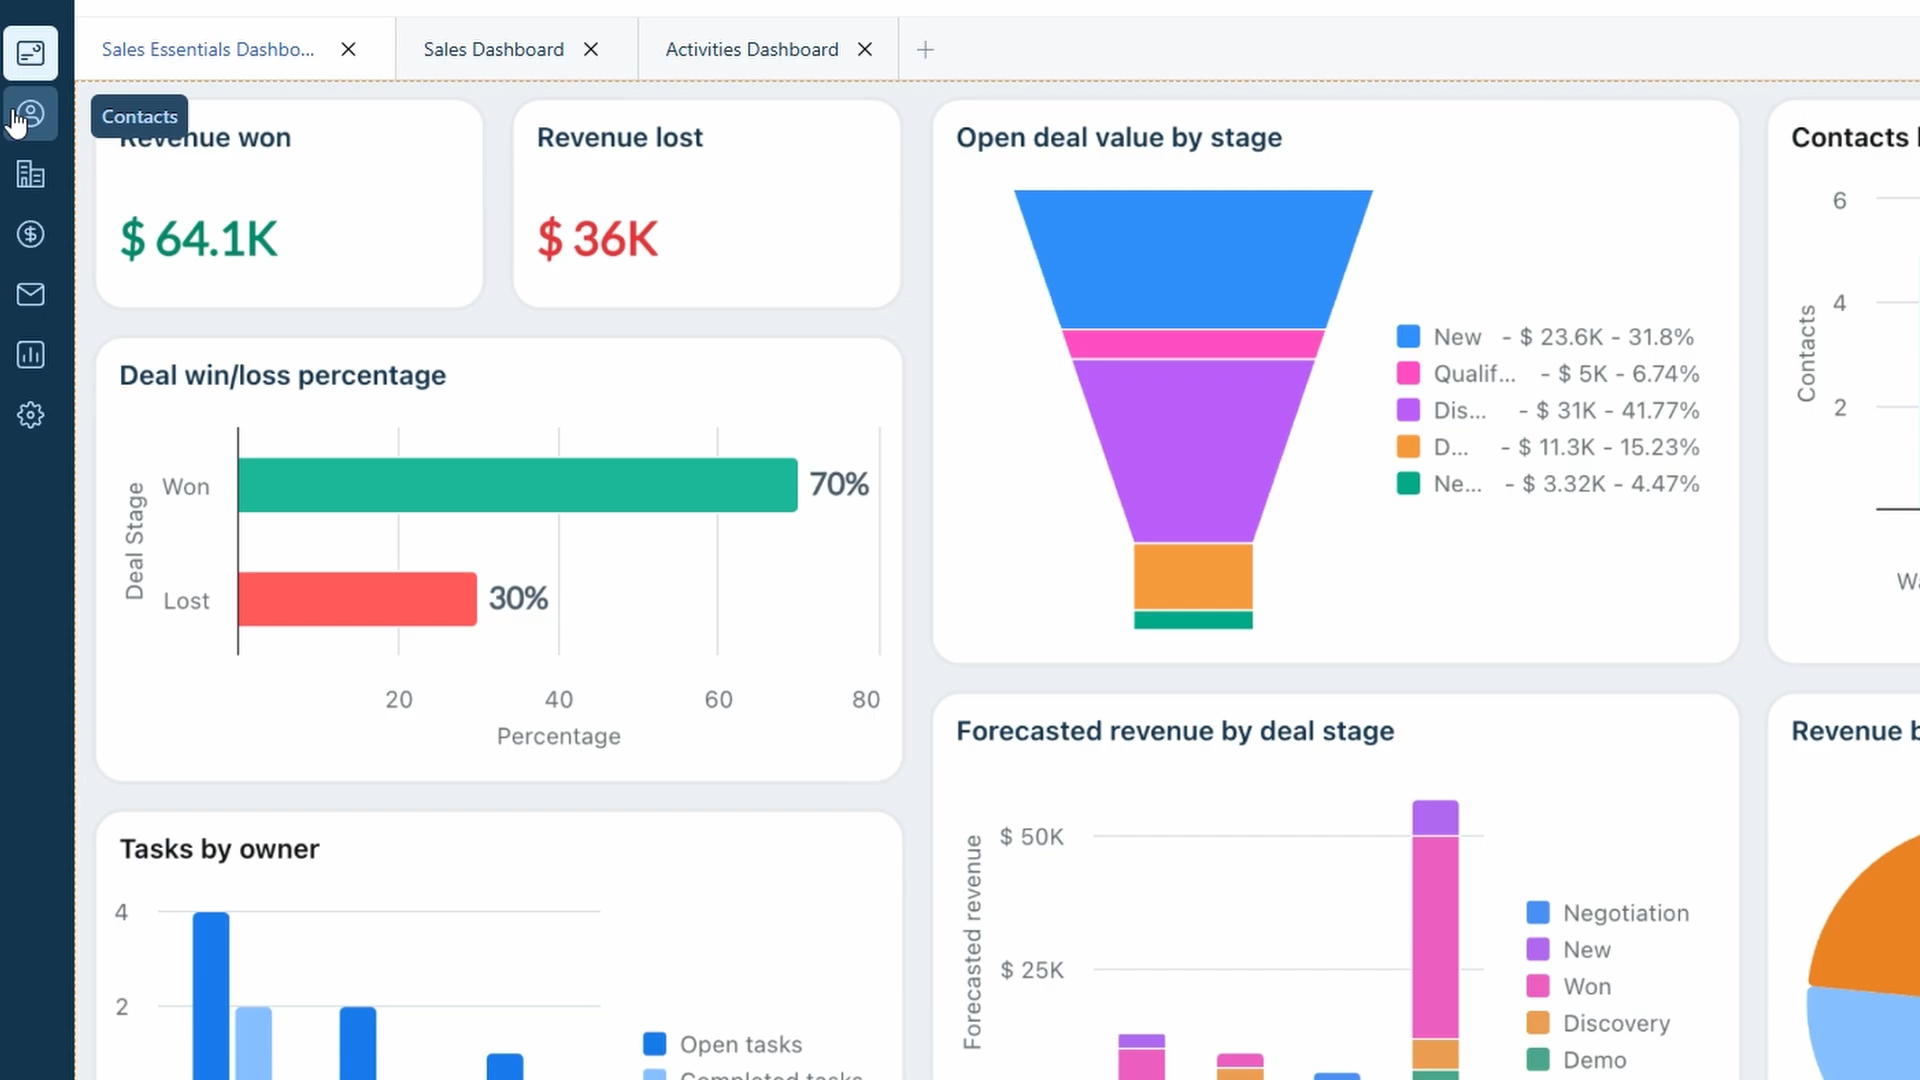 Sales Essentials Dashbo...
Sales Dashboard
Activities Dashboard
Contacts
Revenue won
$ 64.1K
Revenue lost
$ 36K
Deal win/loss percentage
Deal Stage
Won
70%
Lost
30%
20 40 60 80
Percentage
Tasks by owner
4
2
Open tasks
Completed tasks
Open deal value by stage
New - $ 23.6K - 31.8%
Qualif... - $ 5K - 6.74%
Dis... - $ 31K - 41.77%
D... - $ 11.3K - 15.23%
Ne... - $ 3.32K - 4.47%
Forecasted revenue by deal stage
Forecasted revenue
$ 50K
$ 25K
Negotiation
New
Won
Discovery
Demo
Contacts
6
4
2
Contacts
Wa
Revenue b